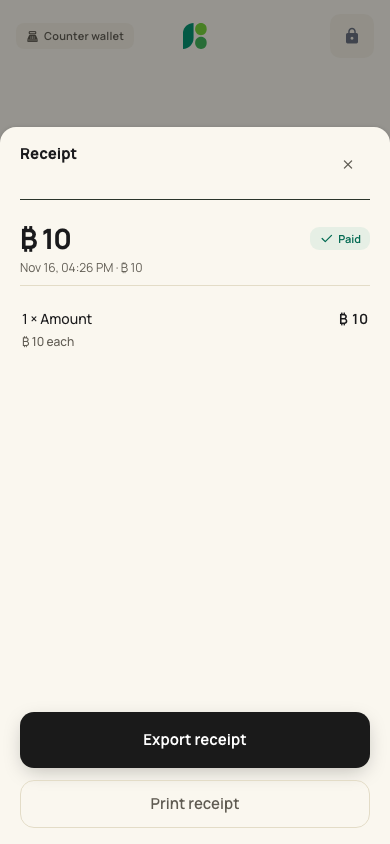 Counter wallet
Receipt
₿ 10
Paid
Nov 16, 04:26 PM · ₿ 10
1 × Amount
₿ 10
₿ 10 each
Export receipt
Print receipt